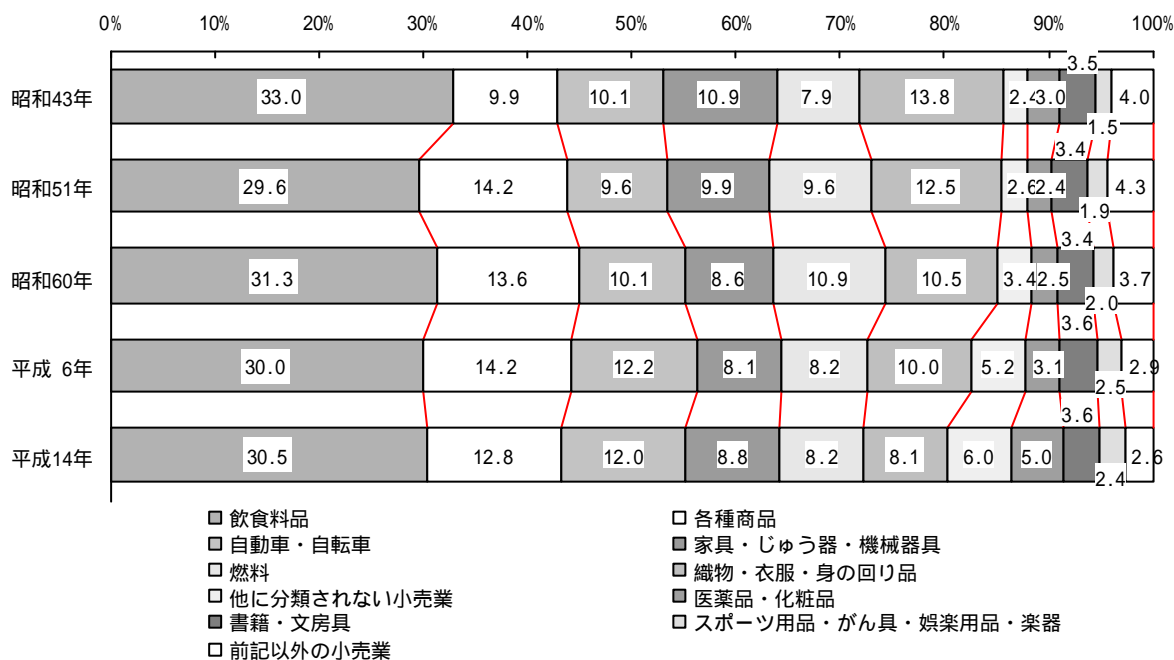 0% 10% 20% 30% 40% 50% 60% 70% 80% 90% 100%
3.5
昭和43年 33.0 9.9 10.1 10.9 7.9 13.8 2.4 3.0 4.0
1.5
3.4
昭和51年 29.6 14.2 9.6 9.9 9.6 12.5 2.6 2.4 4.3
1.9
3.4
昭和60年 31.3 13.6 10.1 8.6 10.9 10.5 3.4 2.5 3.7
2.0
3.6
平成 6年 30.0 14.2 12.2 8.1 8.2 10.0 5.2 3.1 2.9
2.5
3.6
平成14年 30.5 12.8 12.0 8.8 8.2 8.1 6.0 5.0 2.6
2.4
飲食料品 各種商品
自動車・自転車 家具・じゅう器・機械器具
燃料 織物・衣服・身の回り品
他に分類されない小売業 医薬品・化粧品
書籍・文房具 スポーツ用品・がん具・娯楽用品・楽器
前記以外の小売業